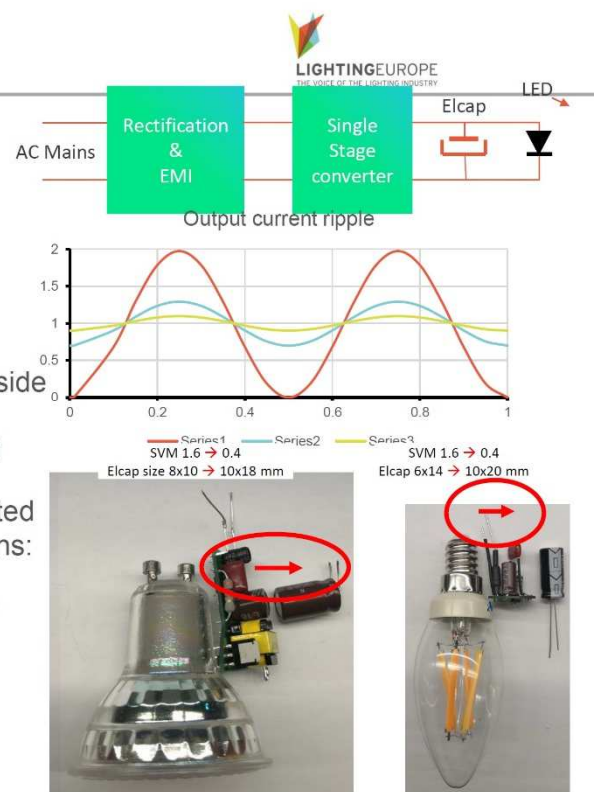 LIGHTINGEUROPE
THE VOICE OF THE LIGHTING INDUSTRY
LED
Elcap
AC Mains
Rectification
&
EMI
Single
Stage
converter
Output current ripple
2
1.5
1
0.5
0
0 0.2 0.4 0.6 0.8 1
side
Series1 Series2 Series3
SVM 1.6 → 0.4
Elcap size 8x10 → 10x18 mm
SVM 1.6 → 0.4
Elcap 6x14 → 10x20 mm
ted
ns: